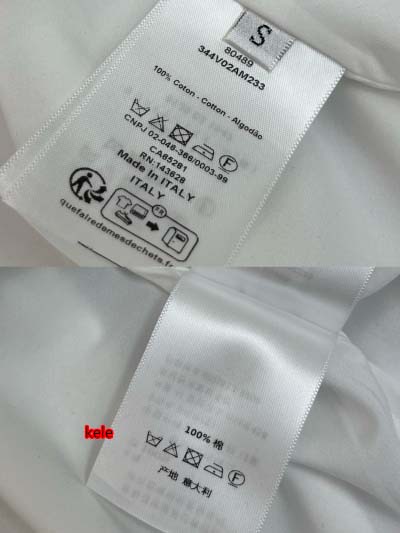 S
80489
344V02AM233
100% Coton - Cotton - Algodão
CNPJ 02-048-366/0003-99
CA65281
RN:143628
Made In ITALY
ITALY
quefairedemesdechets.fr
kele
100% 棉
产地 意大利